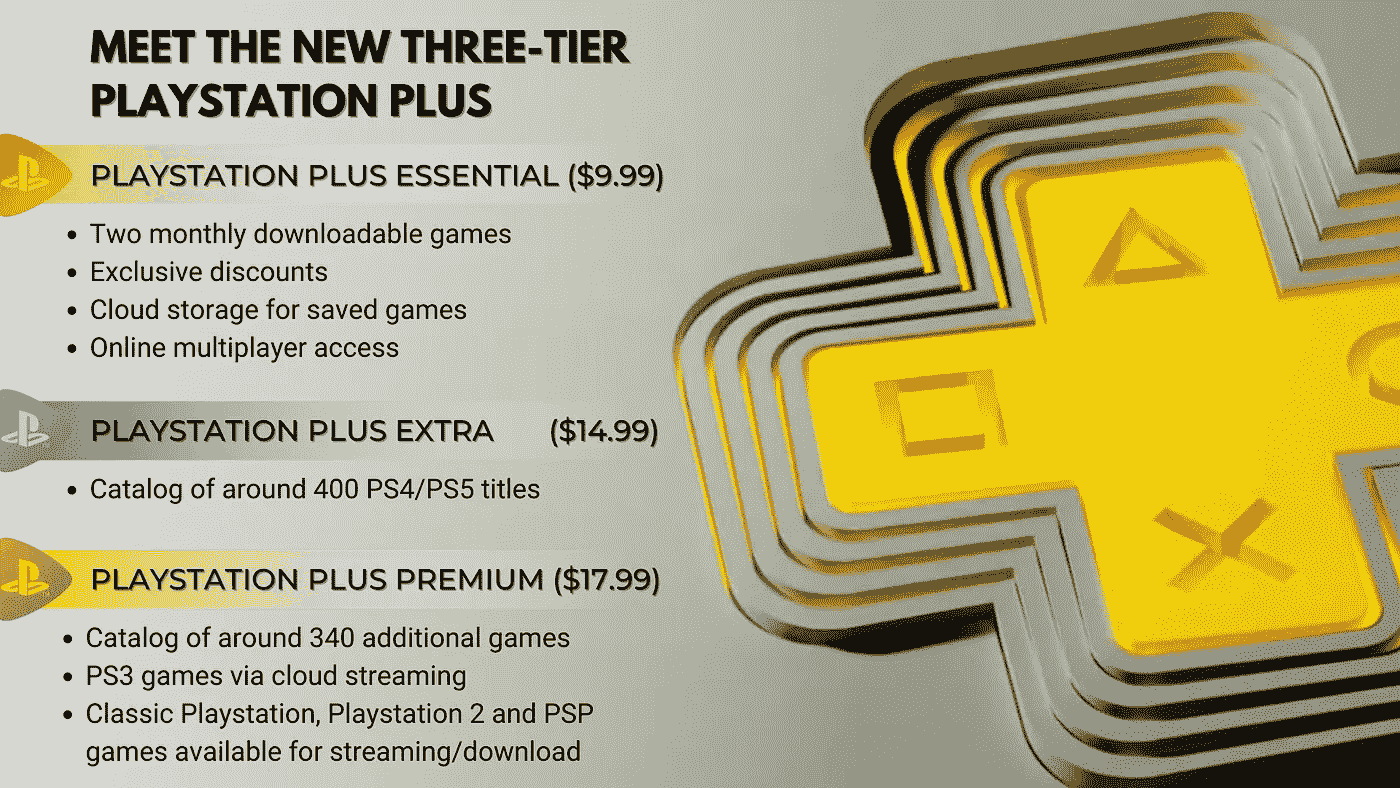 MEET THE NEW THREE-TIER
PLAYSTATION PLUS
PLAYSTATION PLUS ESSENTIAL ($9.99)
• Two monthly downloadable games
• Exclusive discounts
• Cloud storage for saved games
• Online multiplayer access
PLAYSTATION PLUS EXTRA ($14.99)
• Catalog of around 400 PS4/PS5 titles
PLAYSTATION PLUS PREMIUM ($17.99)
• Catalog of around 340 additional games
• PS3 games via cloud streaming
• Classic Playstation, Playstation 2 and PSP
games available for streaming/download